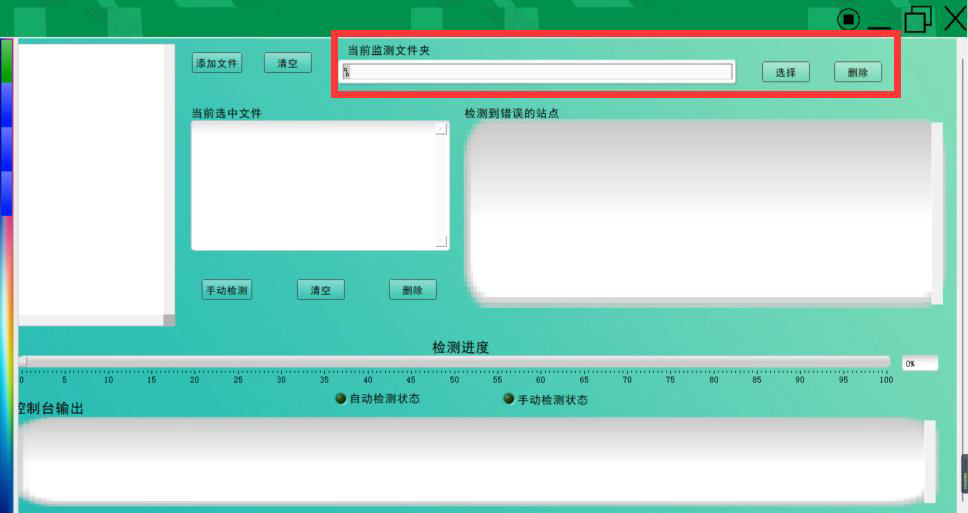 当前监测文件夹
添加文件 清空
选择 删除
当前选中文件 检测到错误的站点
手动检测 清空 删除
检测进度
0%
0 5 10 15 20 25 30 35 40 45 50 55 60 65 70 75 80 85 90 95 100
自动检测状态 手动检测状态
控制台输出